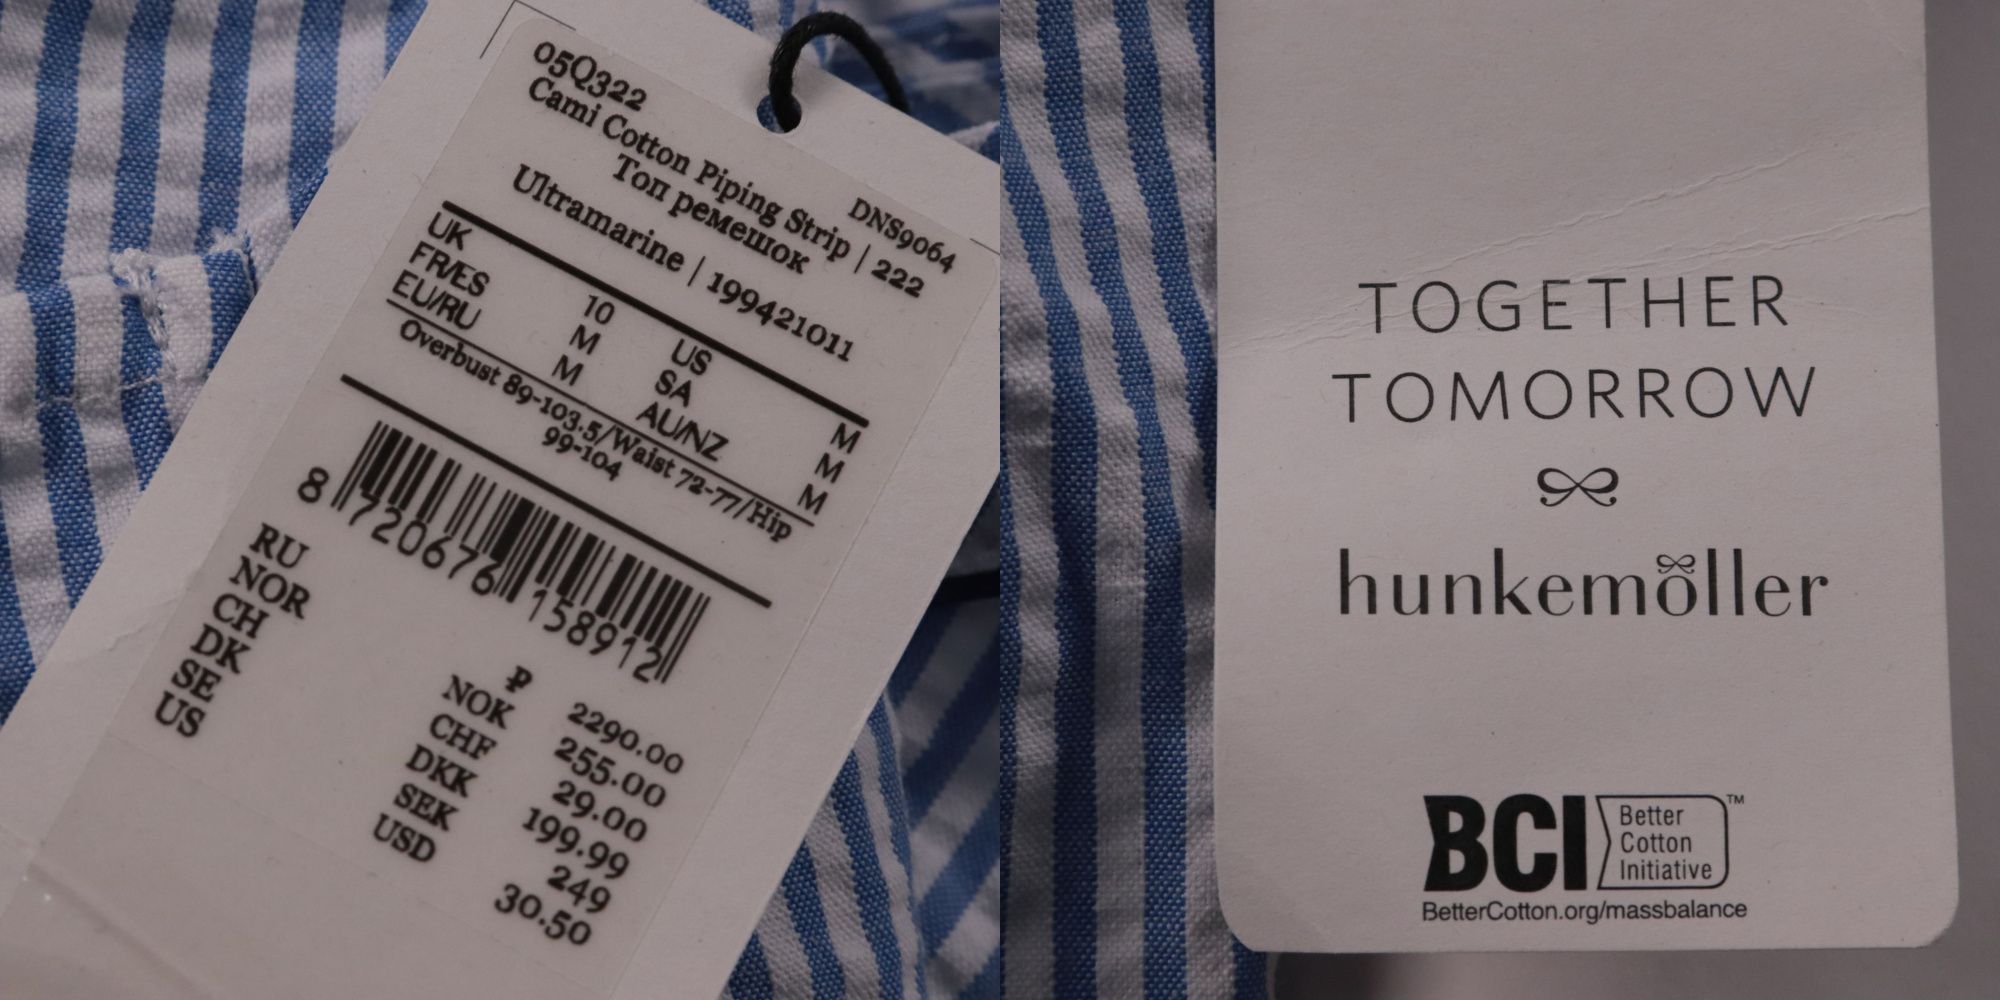 05Q322
DNS9064
Cami Cotton Piping Strip | 222
Топ ремешок
Ultramarine | 199421011
UK 10 US M
FR/ES M SA M
EU/RU M AU/NZ M
Overbust 89-103.5/Waist 72-77/Hip
99-104
8 720676 158912
RU ₽ 2290.00
NOR NOK 255.00
CH CHF 29.00
DK DKK 199.99
SE SEK 249
US USD 30.50
TOGETHER
TOMORROW
hunkemöller
BCI Better Cotton Initiative™
BetterCotton.org/massbalance